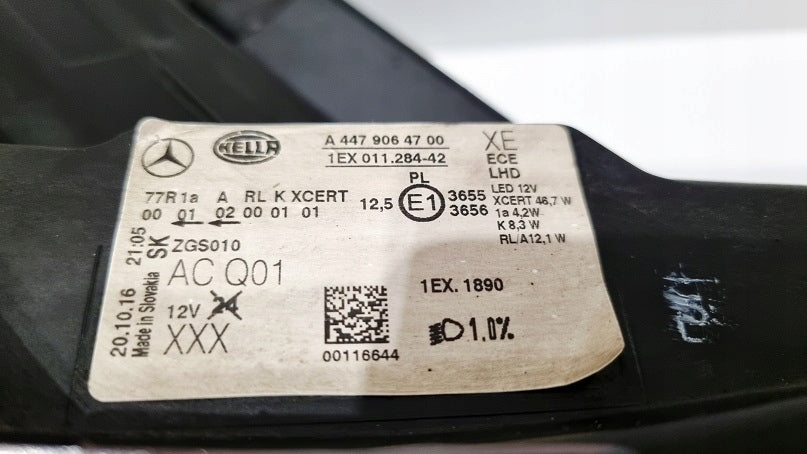 HELLA
A 447 906 47 00
1EX 011.284-42
XE
ECE
LHD
LED 12V
XCERT 46,7 W
1a 4,2W
K 8,3 W
RL/A12,1 W
77R 1a A RL K XCERT
00 01 02 00 01 01
12,5
PL
E1
3655
3656
ZGS010
AC Q01
12V 24
XXX
20.10.16 21:05
Made in Slovakia SK
00116644
1EX. 1890
1.0%